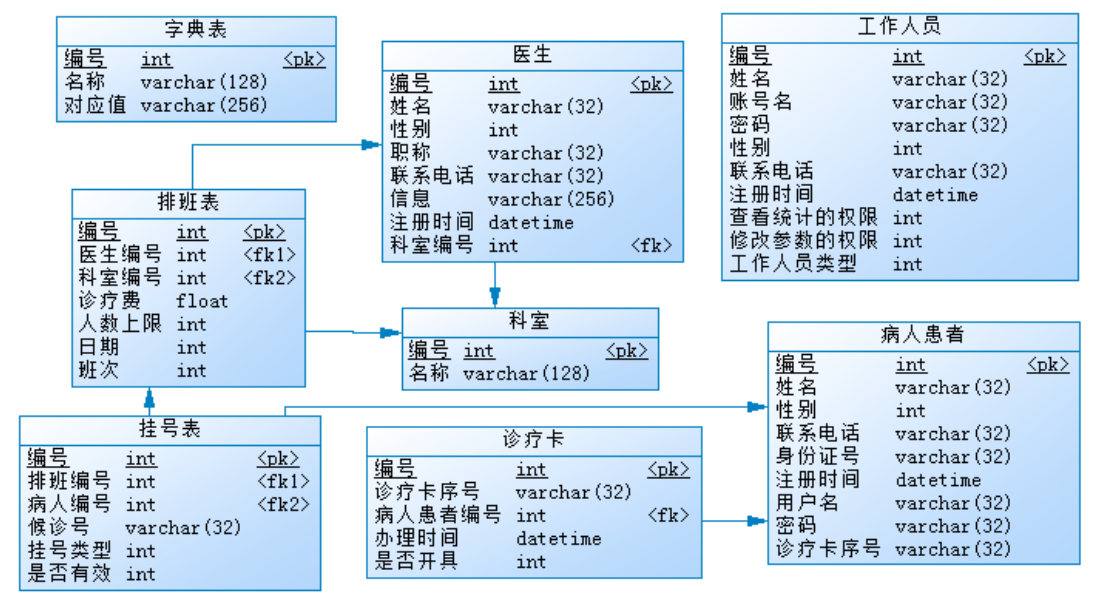 字典表
编号 int <pk>
名称 varchar(128)
对应值 varchar(256)
医生
编号 int <pk>
姓名 varchar(32)
性别 int
职称 varchar(32)
联系电话 varchar(32)
信息 varchar(256)
注册时间 datetime
科室编号 int <fk>
工作人员
编号 int <pk>
姓名 varchar(32)
账号名 varchar(32)
密码 varchar(32)
性别 int
联系电话 varchar(32)
注册时间 datetime
查看统计的权限 int
修改参数的权限 int
工作人员类型 int
排班表
编号 int <pk>
医生编号 int <fk1>
科室编号 int <fk2>
诊疗费 float
人数上限 int
日期 int
班次 int
科室
编号 int <pk>
名称 varchar(128)
病人患者
编号 int <pk>
姓名 varchar(32)
性别 int
联系电话 varchar(32)
身份证号 varchar(32)
注册时间 datetime
用户名 varchar(32)
密码 varchar(32)
诊疗卡序号 varchar(32)
挂号表
编号 int <pk>
排班编号 int <fk1>
病人编号 int <fk2>
候诊号 varchar(32)
挂号类型 int
是否有效 int
诊疗卡
编号 int <pk>
诊疗卡序号 varchar(32)
病人患者编号 int <fk>
办理时间 datetime
是否开具 int